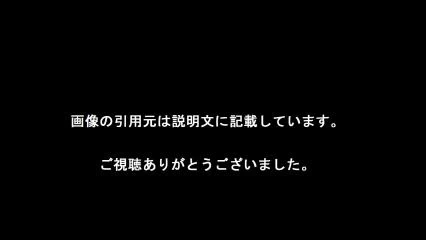 画像の引用元は説明文に記載しています。
ご視聴ありがとうございました。